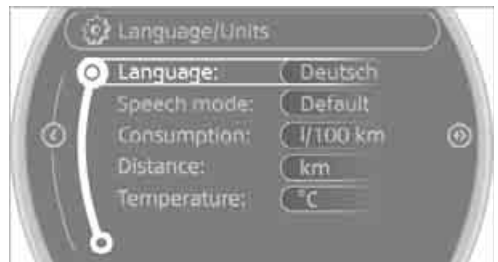 Language/Units
Language: Deutsch
Speech mode: Default
Consumption: l/100 km
Distance: km
Temperature: °C